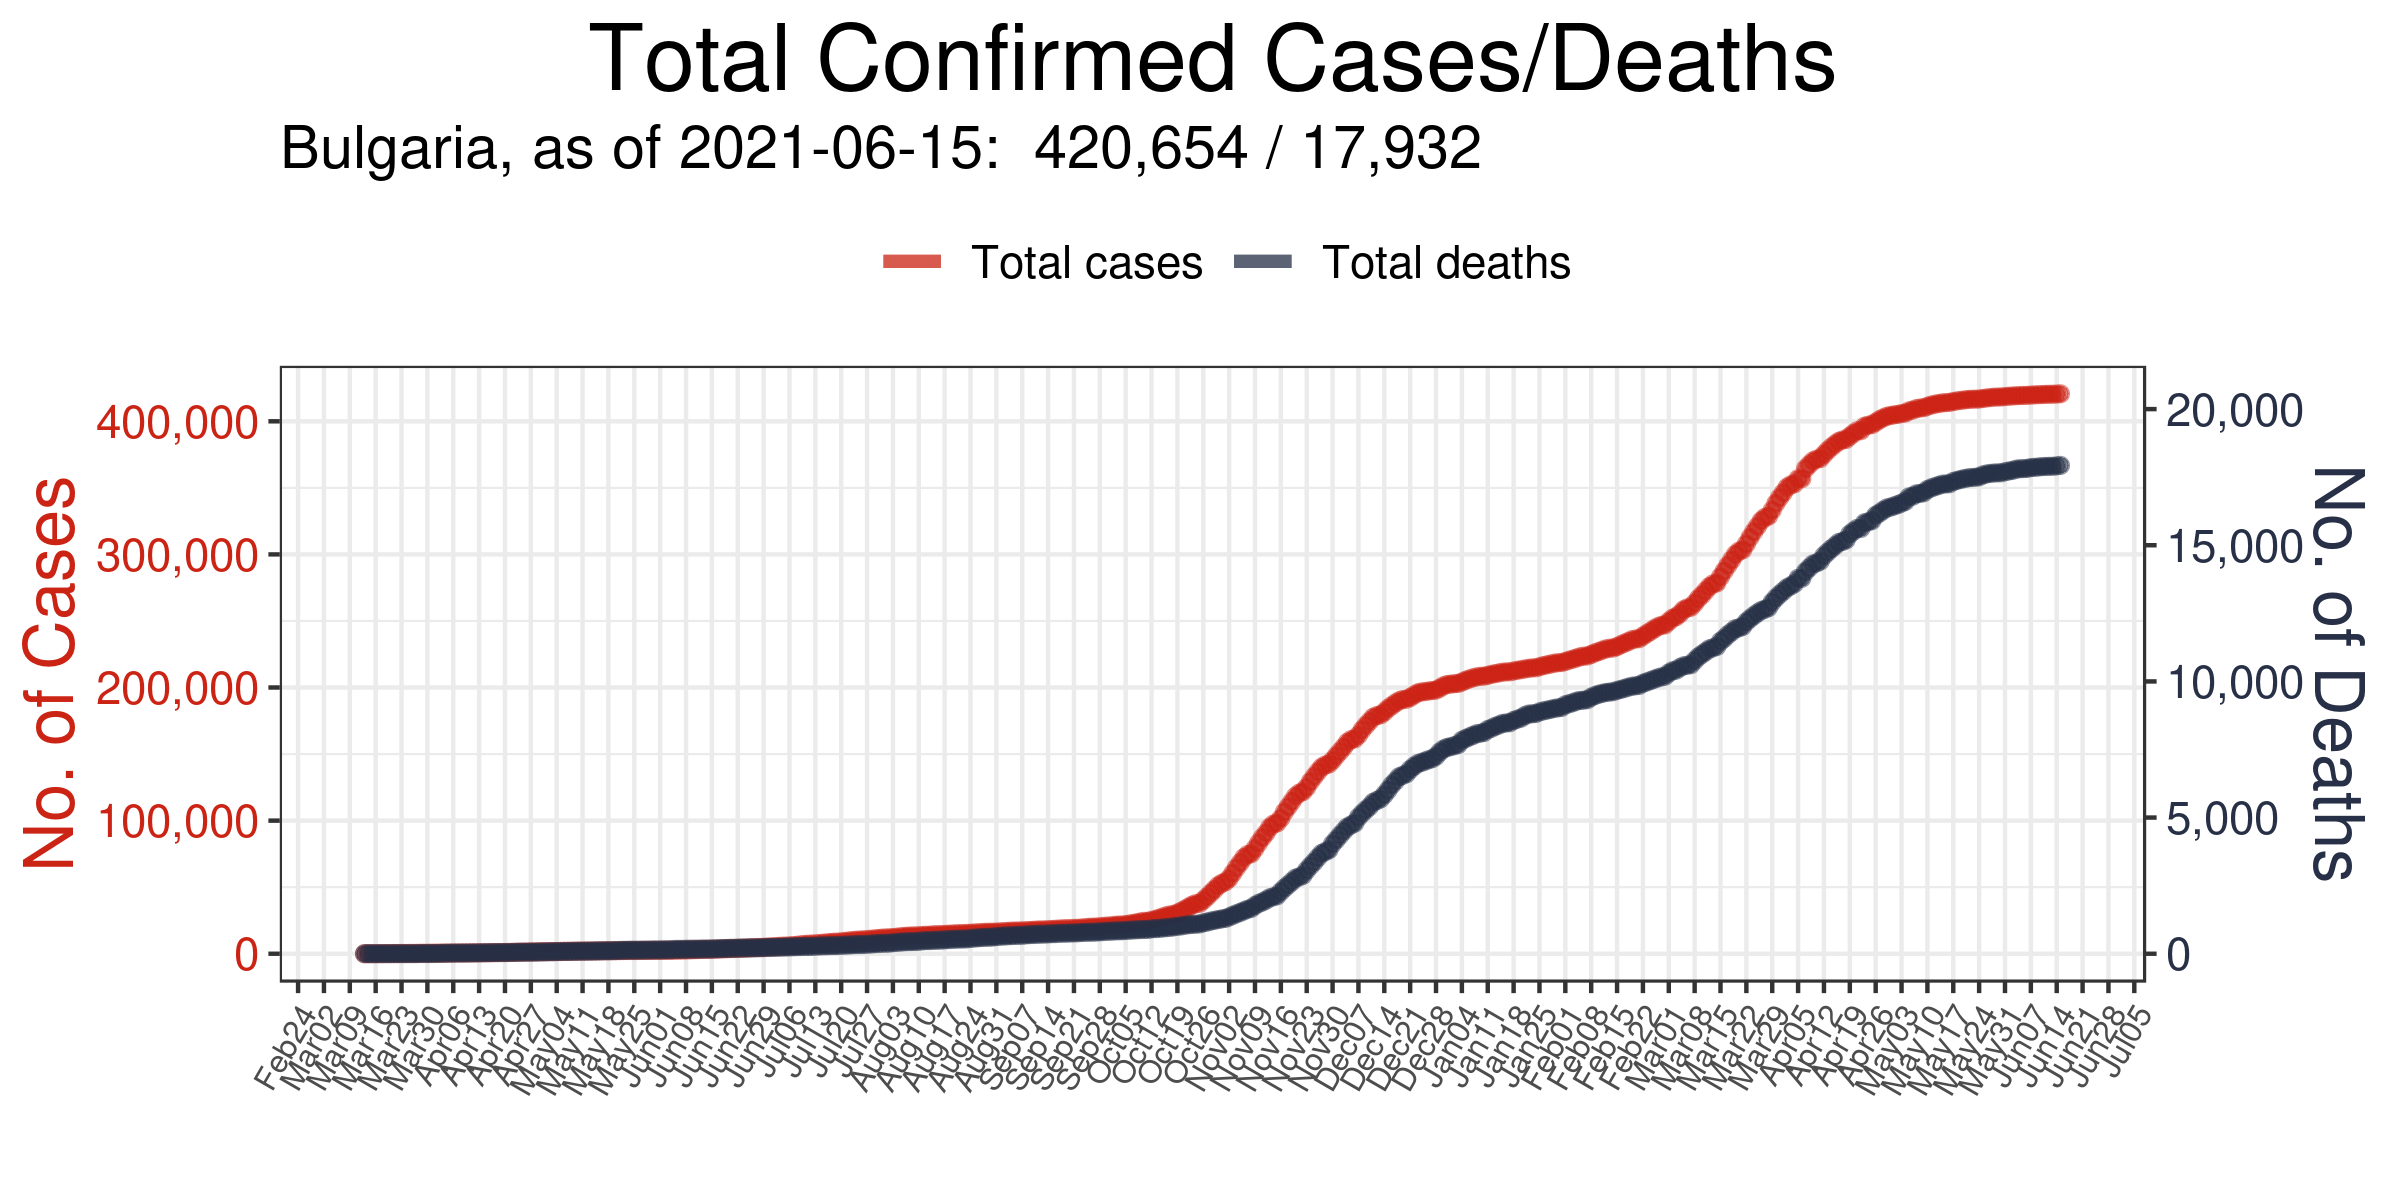 Total Confirmed Cases/Deaths
Bulgaria, as of 2021-06-15:  420,654 / 17,932
Total cases
Total deaths
No. of Cases
400,000
300,000
200,000
100,000
0
20,000
15,000
10,000
5,000
0
No. of Deaths
Feb24
Mar02
Mar09
Mar16
Mar23
Mar30
Apr06
Apr13
Apr20
Apr27
May04
May11
May18
May25
Jun01
Jun08
Jun15
Jun22
Jun29
Jul06
Jul13
Jul20
Jul27
Aug03
Aug10
Aug17
Aug24
Aug31
Sep07
Sep14
Sep21
Sep28
Oct05
Oct12
Oct19
Oct26
Nov02
Nov09
Nov16
Nov23
Nov30
Dec07
Dec14
Dec21
Dec28
Jan04
Jan11
Jan18
Jan25
Feb01
Feb08
Feb15
Feb22
Mar01
Mar08
Mar15
Mar22
Mar29
Apr05
Apr12
Apr19
Apr26
May03
May10
May17
May24
May31
Jun07
Jun14
Jun21
Jun28
Jul05